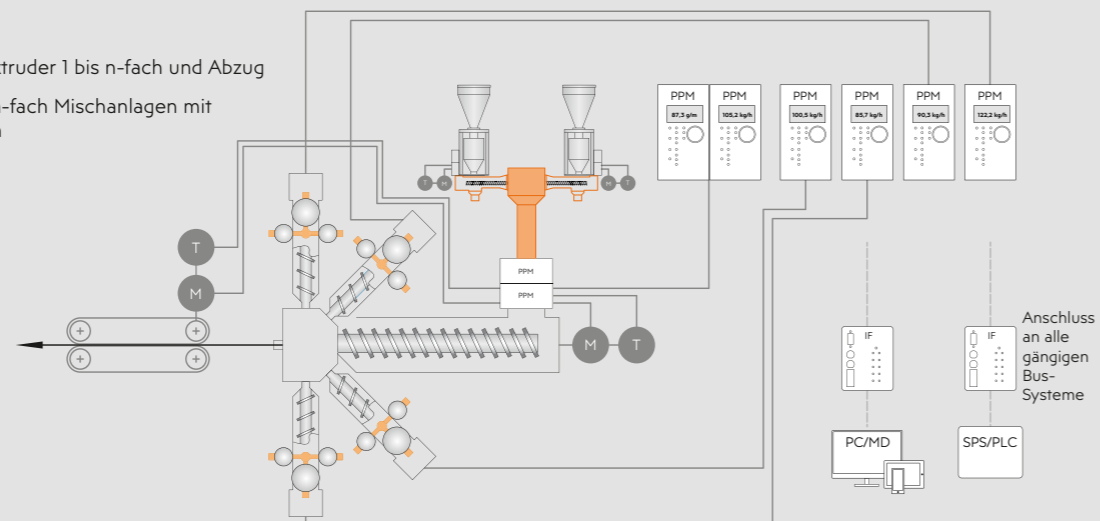 truder 1 bis n-fach und Abzug
-fach Mischanlagen mit
PPM
87,3 g/m
PPM
105,2 kg/h
PPM
100,5 kg/h
PPM
85,7 kg/h
PPM
90,3 kg/h
PPM
122,2 kg/h
T
M
M
T
T
M
PPM
PPM
M
T
IF
IF
Anschluss
an alle
gängigen
Bus-
Systeme
PC/MD
SPS/PLC